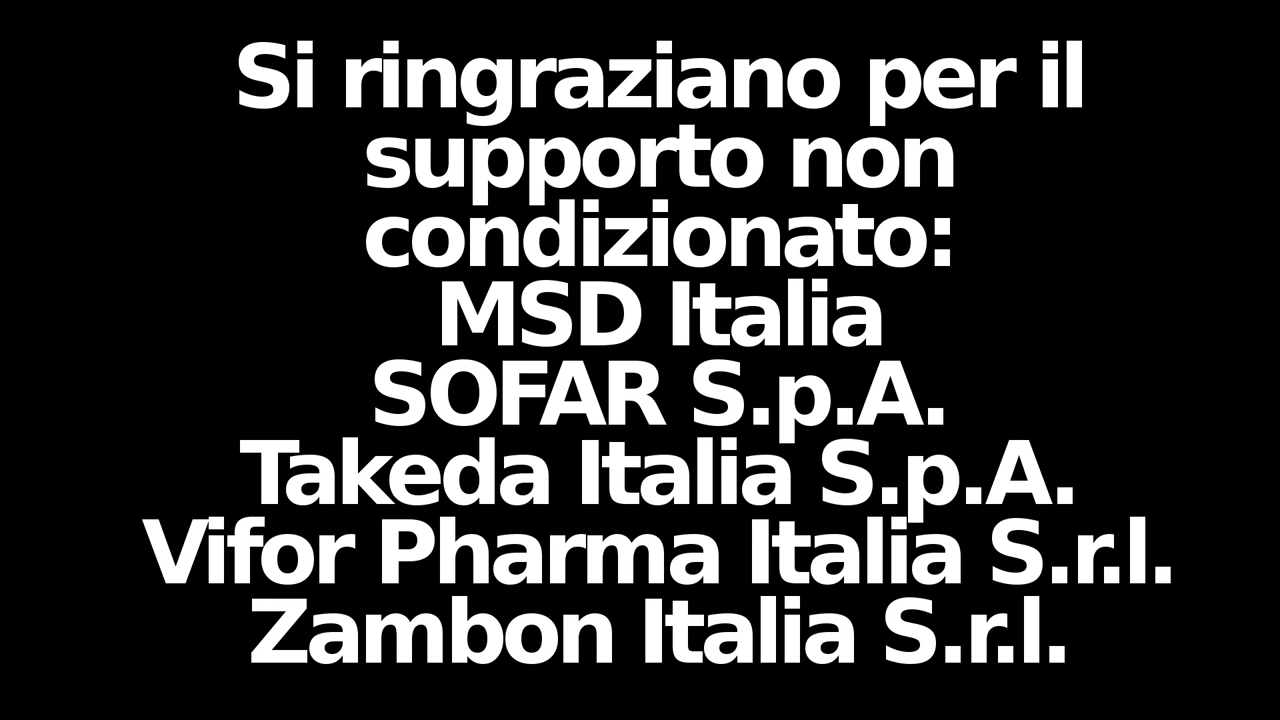 Si ringraziano per il
supporto non
condizionato:
MSD Italia
SOFAR S.p.A.
Takeda Italia S.p.A.
Vifor Pharma Italia S.r.l.
Zambon Italia S.r.l.